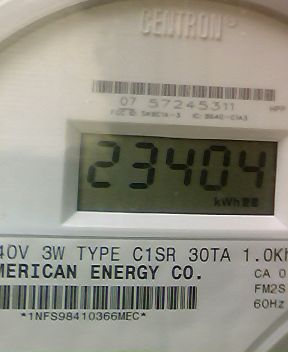 CENTRON®
07 57245311
23404
kWh
40V 3W TYPE C1SR 30TA 1.0Kh
MERICAN ENERGY CO.
CA 0
FM2S
60Hz
*1NFS98410366MEC*